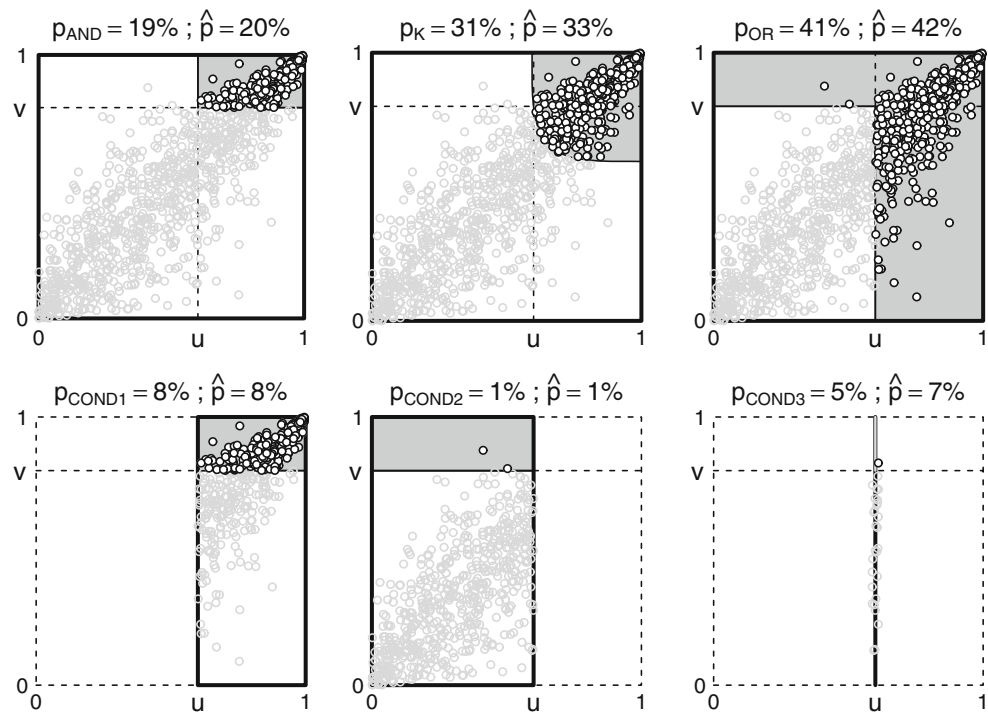 p_AND = 19% ; p̂ = 20%
p_K = 31% ; p̂ = 33%
p_OR = 41% ; p̂ = 42%
1
v
0
0
u
1
1
v
0
0
u
1
1
v
0
0
u
1
p_COND1 = 8% ; p̂ = 8%
p_COND2 = 1% ; p̂ = 1%
p_COND3 = 5% ; p̂ = 7%
1
v
0
0
u
1
1
v
0
0
u
1
1
v
0
0
u
1